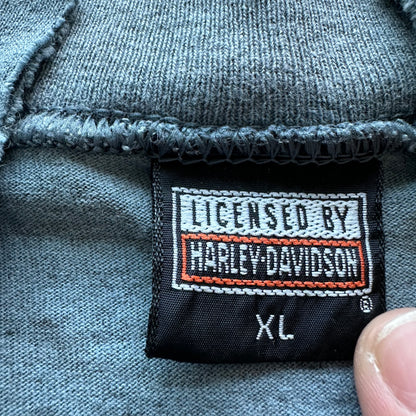 LICENSED BY
HARLEY-DAVIDSON
®
XL